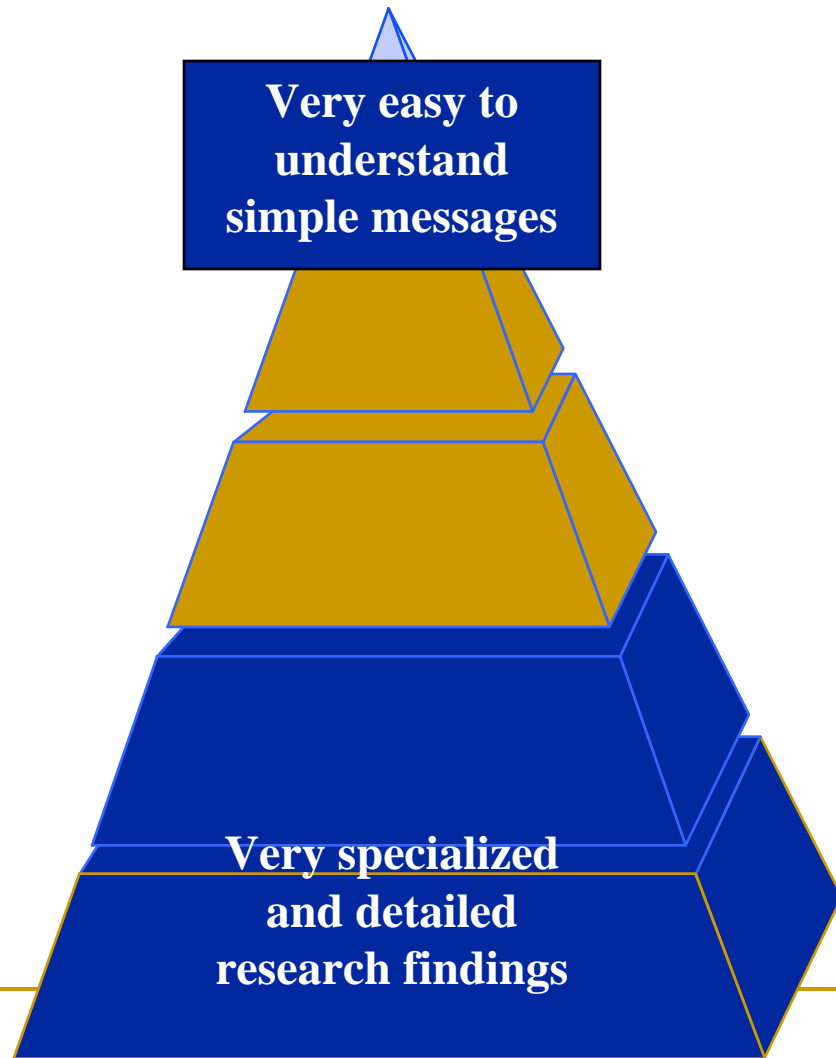 Very easy to
understand
simple messages
Very specialized
and detailed
research findings